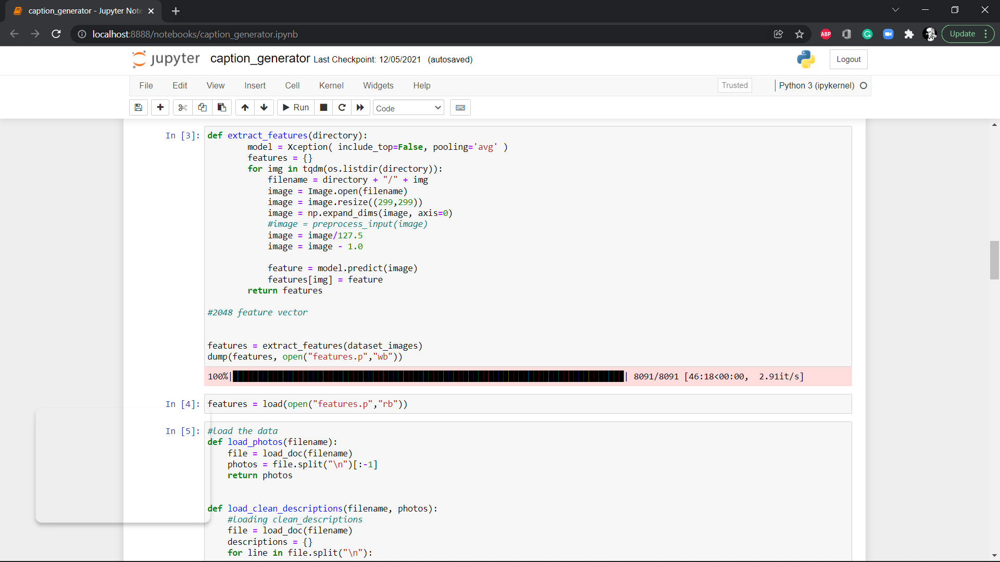 caption_generator - Jupyter Note
localhost:8888/notebooks/caption_generator.ipynb
ABP
Update
jupyter caption_generator Last Checkpoint: 12/05/2021 (autosaved)
Logout
File Edit View Insert Cell Kernel Widgets Help
Trusted
Python 3 (ipykernel)
Run
Code
In [3]: def extract_features(directory):
        model = Xception( include_top=False, pooling='avg' )
        features = {}
        for img in tqdm(os.listdir(directory)):
            filename = directory + "/" + img
            image = Image.open(filename)
            image = image.resize((299,299))
            image = np.expand_dims(image, axis=0)
            #image = preprocess_input(image)
            image = image/127.5
            image = image - 1.0
            feature = model.predict(image)
            features[img] = feature
        return features
#2048 feature vector
features = extract_features(dataset_images)
dump(features, open("features.p","wb"))
100%|| 8091/8091 [46:18<00:00,  2.91it/s]
In [4]: features = load(open("features.p","rb"))
In [5]: #load the data
def load_photos(filename):
    file = load_doc(filename)
    photos = file.split("\n")[:-1]
    return photos
def load_clean_descriptions(filename, photos):
    #loading clean_descriptions
    file = load_doc(filename)
    descriptions = {}
    for line in file.split("\n"):